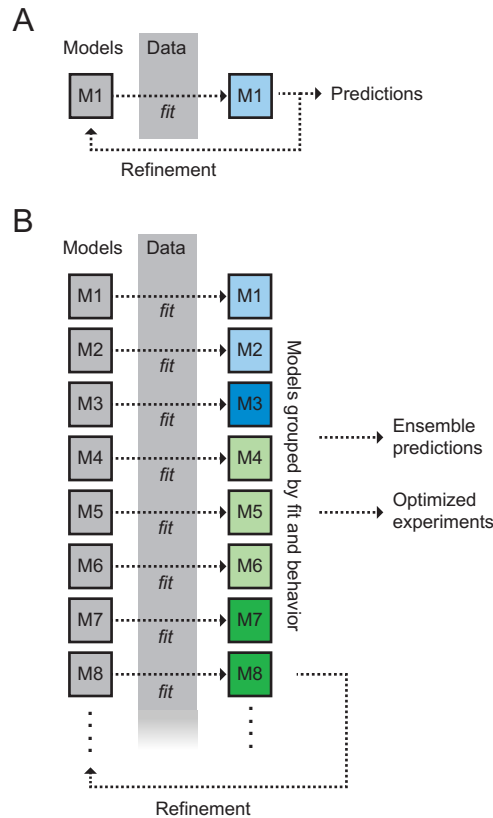 A
Models Data
M1 fit M1 Predictions
Refinement
B
Models Data
M1 fit M1
M2 fit M2
M3 fit M3
M4 fit M4
M5 fit M5
M6 fit M6
M7 fit M7
M8 fit M8
Models grouped by fit and behavior
Ensemble
predictions
Optimized
experiments
Refinement